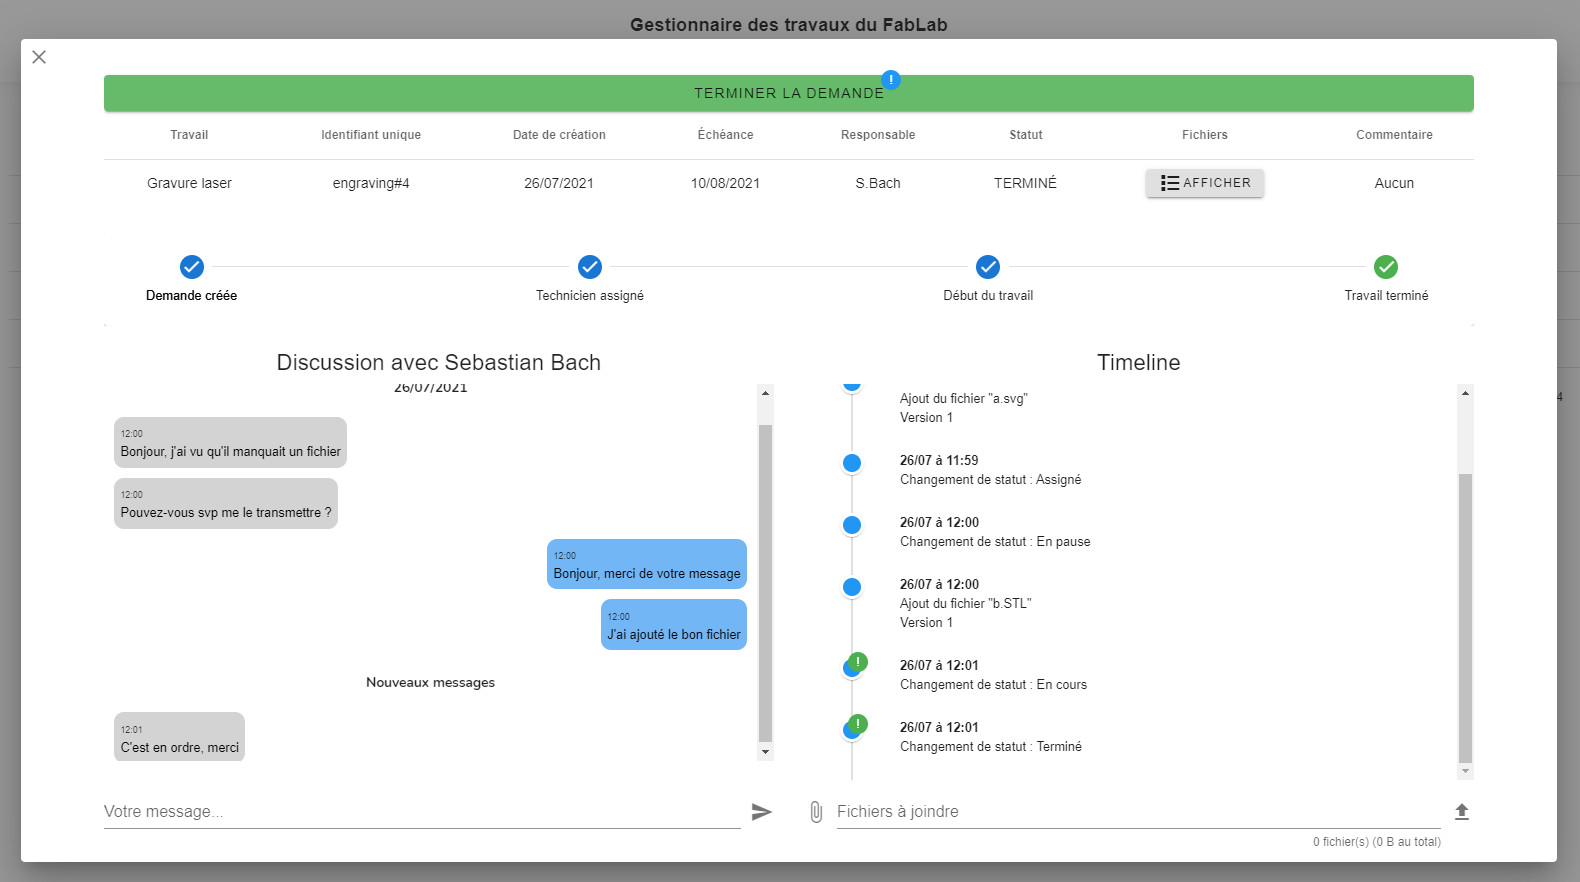 Gestionnaire des travaux du FabLab
TERMINER LA DEMANDE
!
Travail Identifiant unique Date de création Échéance Responsable Statut Fichiers Commentaire
Gravure laser engraving#4 26/07/2021 10/08/2021 S.Bach TERMINÉ AFFICHER Aucun
Demande créée Technicien assigné Début du travail Travail terminé
Discussion avec Sebastian Bach
26/07/2021
12:00
Bonjour, j'ai vu qu'il manquait un fichier
12:00
Pouvez-vous svp me le transmettre ?
12:00
Bonjour, merci de votre message
12:00
J'ai ajouté le bon fichier
Nouveaux messages
12:01
C'est en ordre, merci
Votre message...
Timeline
Ajout du fichier "a.svg"
Version 1
26/07 à 11:59
Changement de statut : Assigné
26/07 à 12:00
Changement de statut : En pause
26/07 à 12:00
Ajout du fichier "b.STL"
Version 1
!
26/07 à 12:01
Changement de statut : En cours
!
26/07 à 12:01
Changement de statut : Terminé
Fichiers à joindre
0 fichier(s) (0 B au total)
4